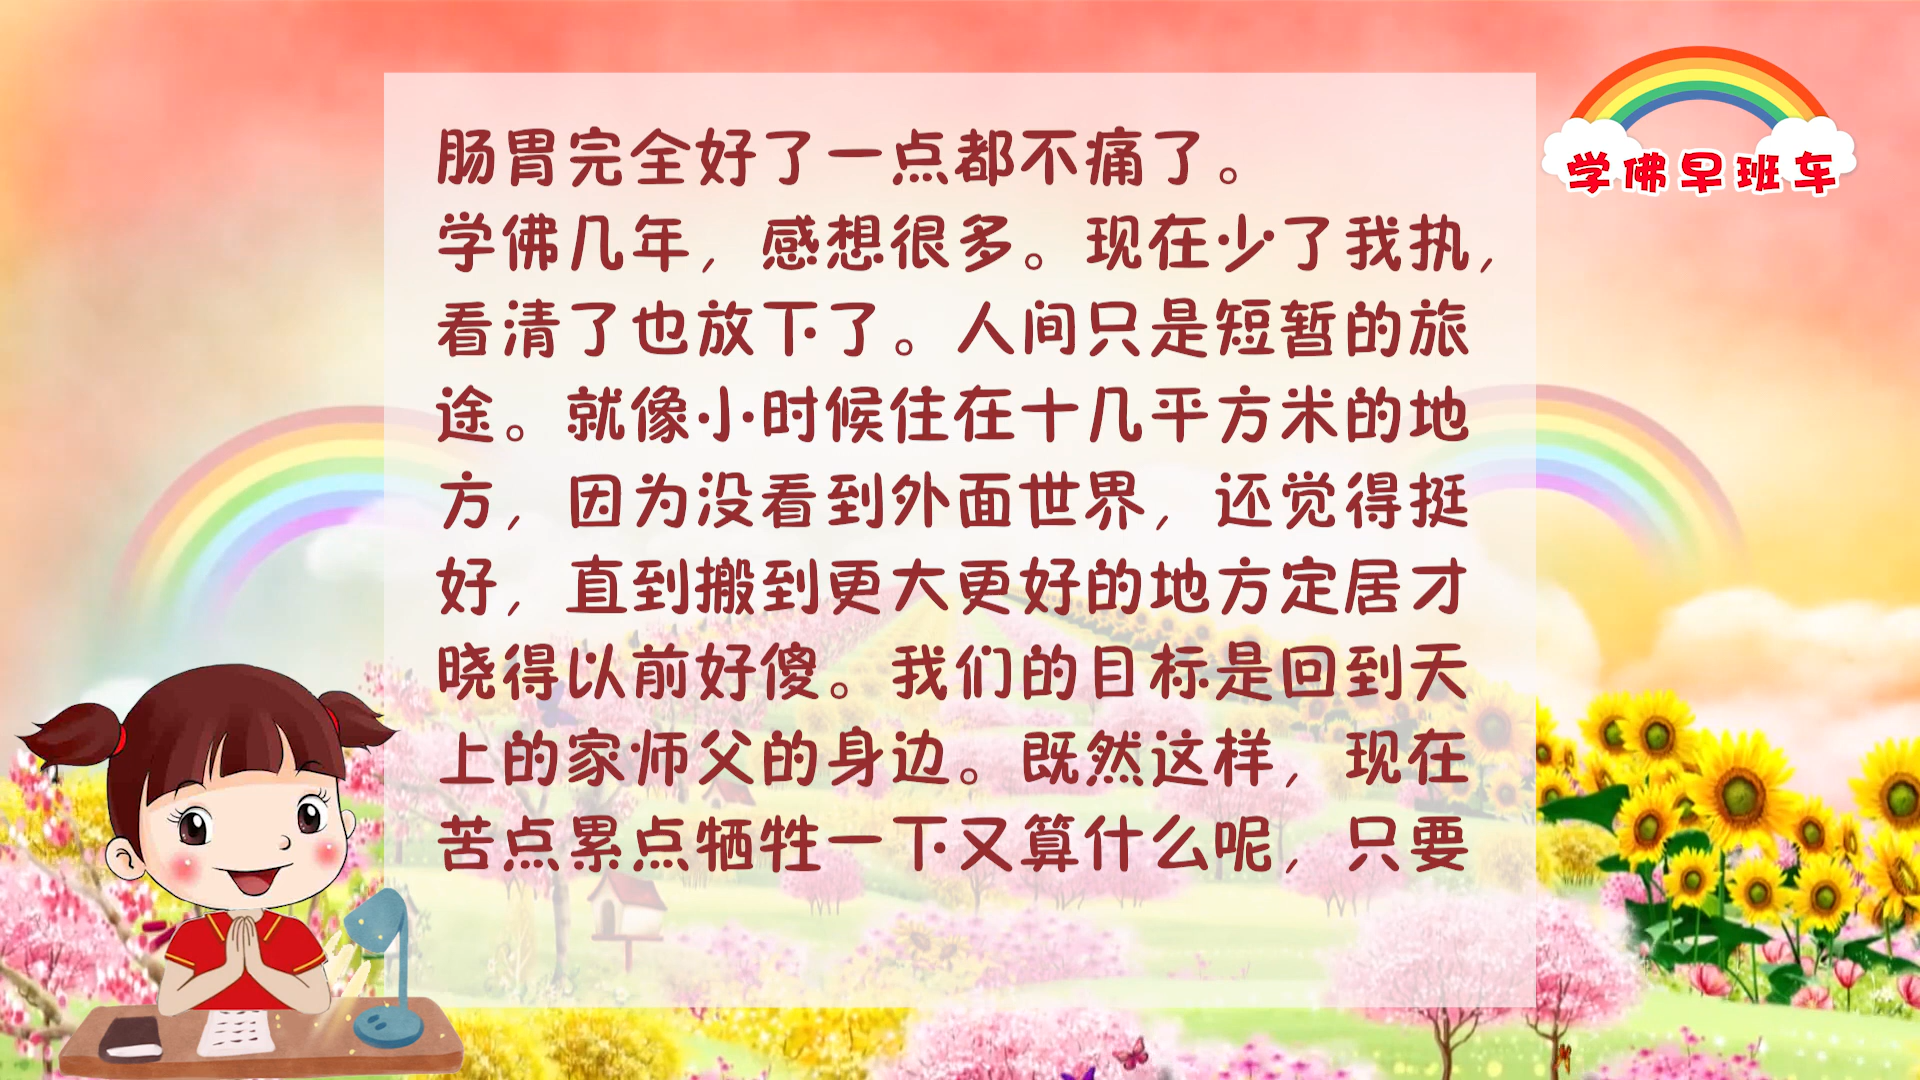 学佛早班车
肠胃完全好了一点都不痛了。
学佛几年，感想很多。现在少了我执，
看清了也放下了。人间只是短暂的旅
途。就像小时候住在十几平方米的地
方，因为没看到外面世界，还觉得挺
好，直到搬到更大更好的地方定居才
晓得以前好傻。我们的目标是回到天
上的家师父的身边。既然这样，现在
苦点累点牺牲一下又算什么呢，只要